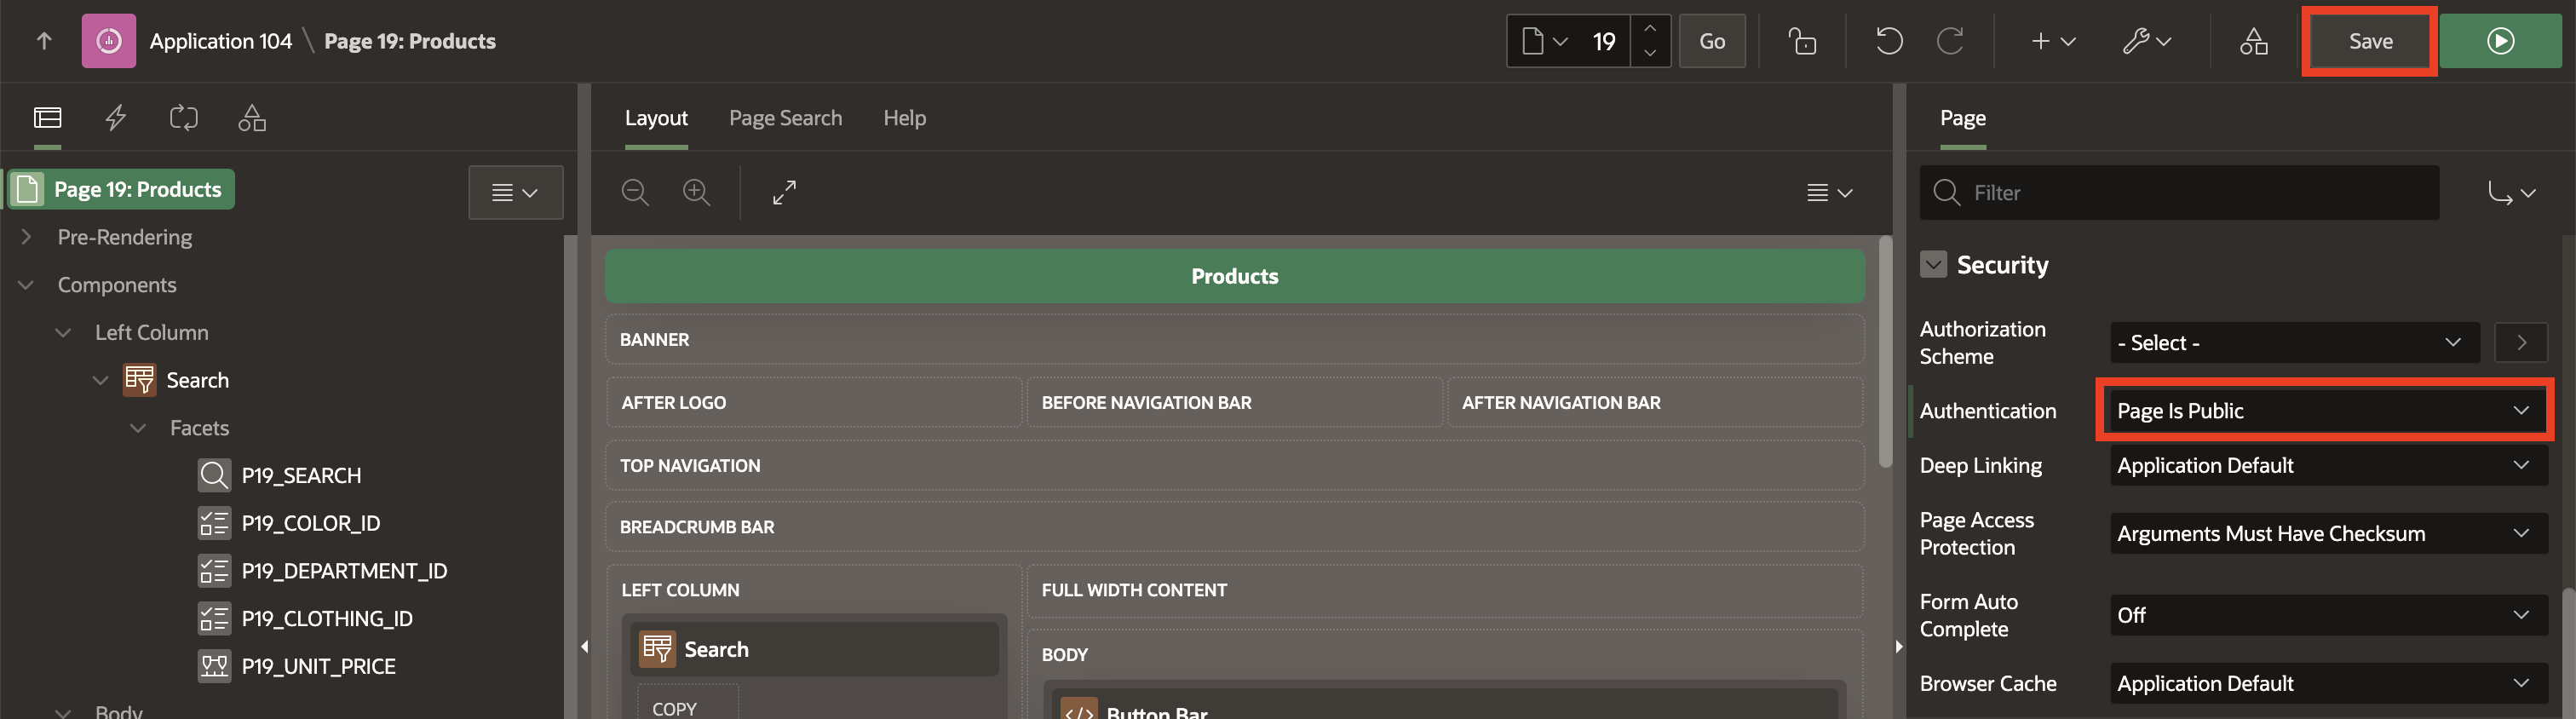 Application 104 \ Page 19: Products
19
Go
Save
Page 19: Products
Pre-Rendering
Components
Left Column
Search
Facets
P19_SEARCH
P19_COLOR_ID
P19_DEPARTMENT_ID
P19_CLOTHING_ID
P19_UNIT_PRICE
Body
Layout Page Search Help
Products
BANNER
AFTER LOGO BEFORE NAVIGATION BAR AFTER NAVIGATION BAR
TOP NAVIGATION
BREADCRUMB BAR
LEFT COLUMN
Search
COPY
FULL WIDTH CONTENT
BODY
Button Bar
Page
Filter
Security
Authorization
Scheme
- Select -
Authentication
Page Is Public
Deep Linking
Application Default
Page Access
Protection
Arguments Must Have Checksum
Form Auto
Complete
Off
Browser Cache
Application Default